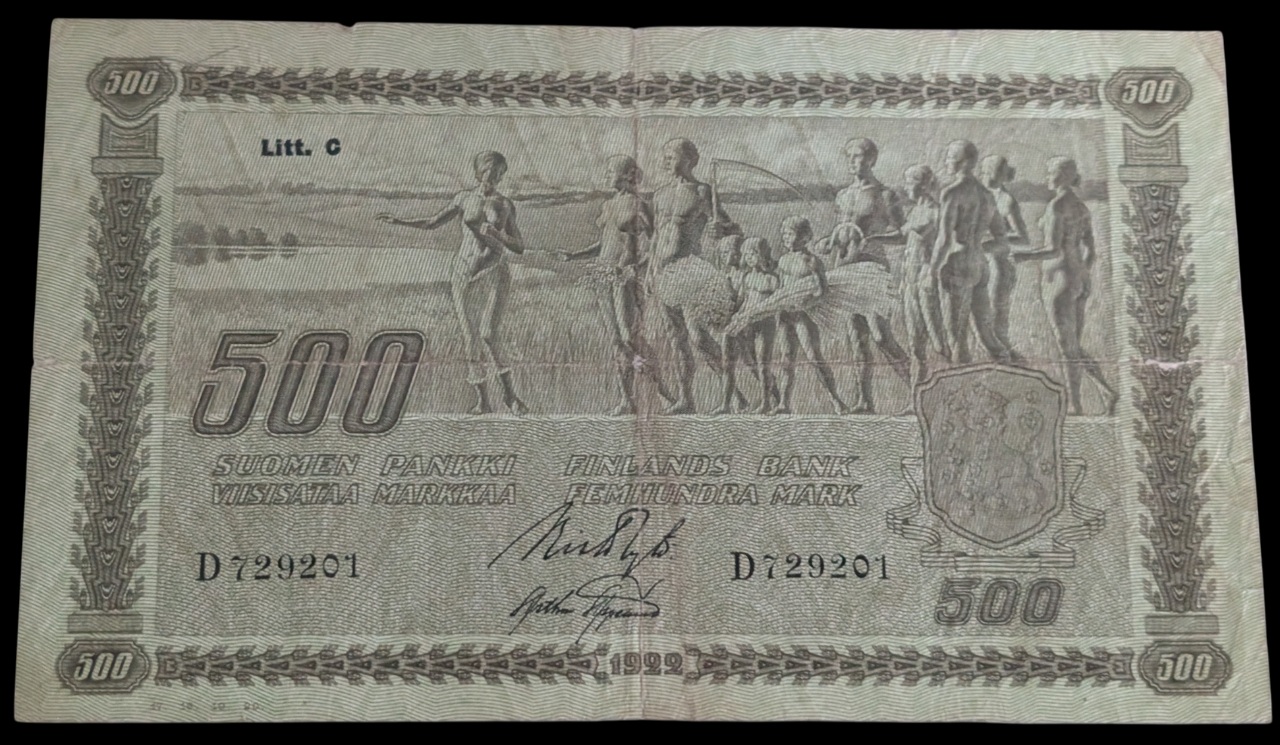 500 500
Litt. C
500
SUOMEN PANKKI FINLANDS BANK
VIISISATAA MARKKAA FEMHUNDRA MARK
D729201 D729201
500
500 1922 500